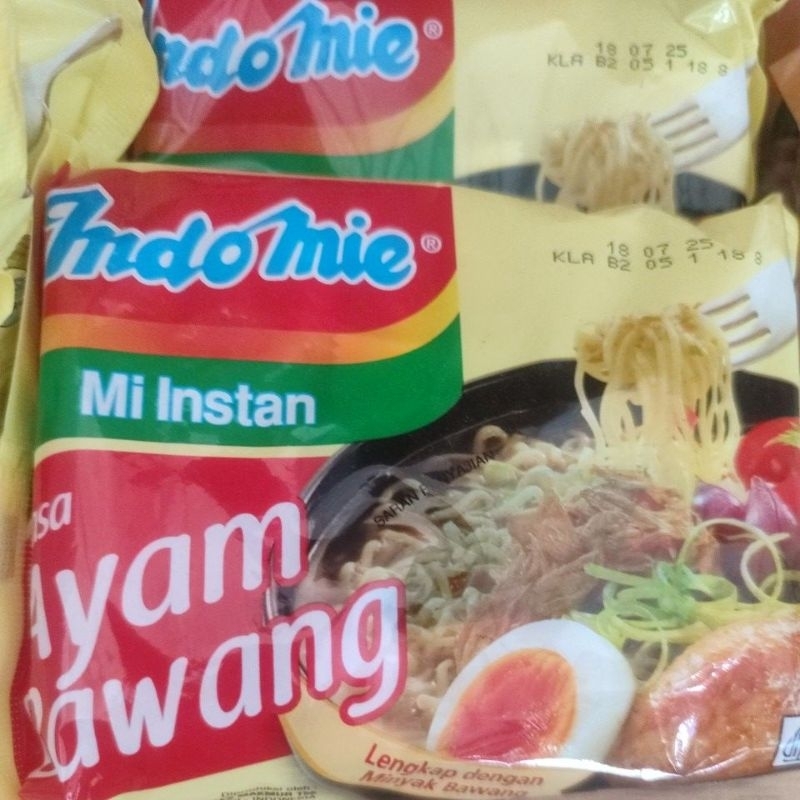 Indomie®
18 07 25
KLA B2 05 1 18 8
Indomie®
18 07 25
KLA B2 05 1 18 8
Mi Instan
Ayam
Bawang
SARAN PENYAJIAN
Lengkap dengan
Minyak Bawang